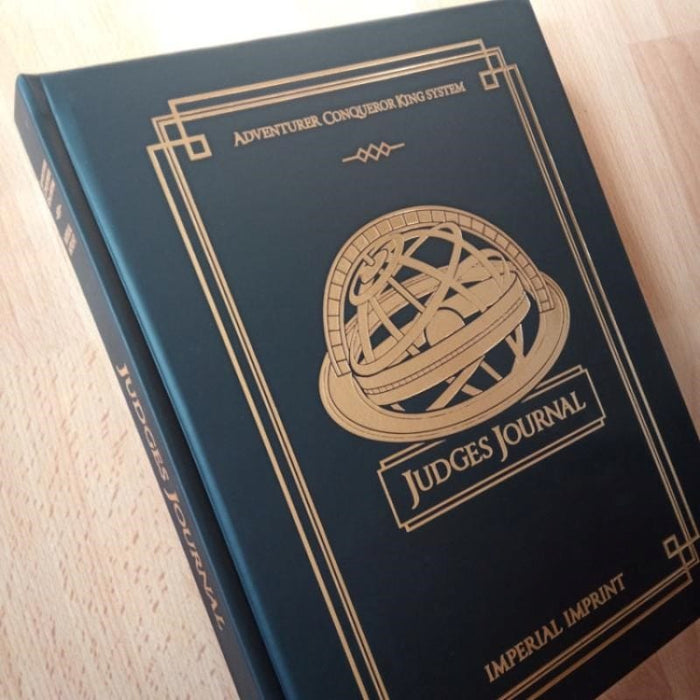 Adventurer Conqueror King System
Judges Journal
Imperial Imprint
Judges Journal